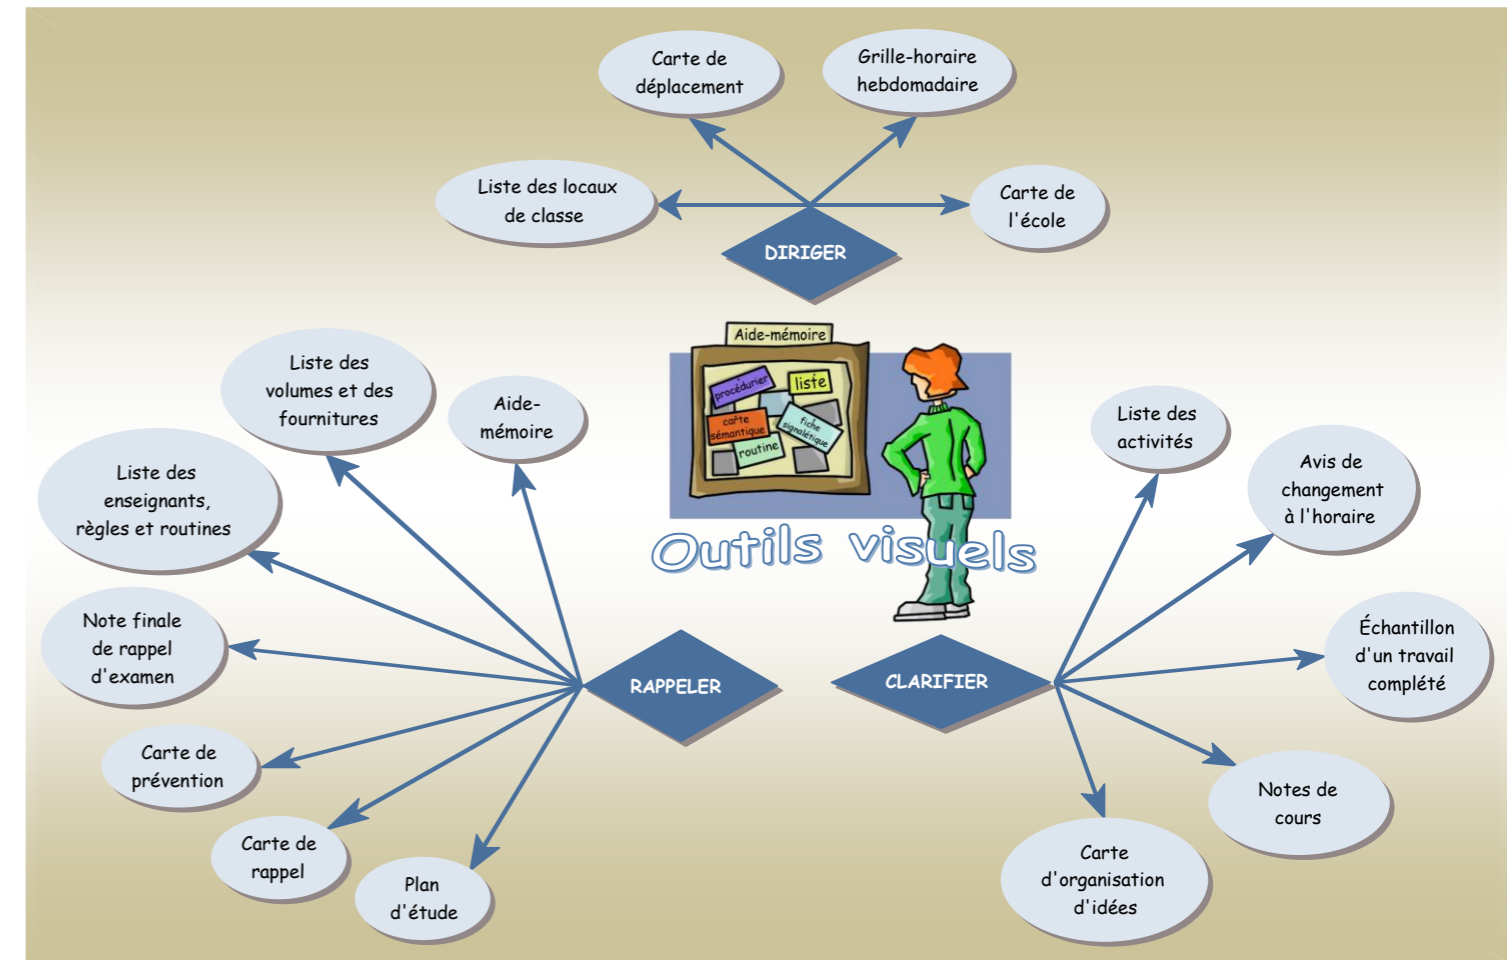 Carte de
déplacement
Grille-horaire
hebdomadaire
Liste des locaux
de classe
Carte de
l'école
DIRIGER
Aide-mémoire
procédurier
liste
carte
sémantique
fiche
signalétique
routine
Outils visuels
Liste des
volumes et des
fournitures
Aide-
mémoire
Liste des
enseignants,
règles et routines
Note finale
de rappel
d'examen
Carte de
prévention
Carte de
rappel
Plan
d'étude
RAPPELER
CLARIFIER
Liste des
activités
Avis de
changement
à l'horaire
Échantillon
d'un travail
complété
Notes de
cours
Carte
d'organisation
d'idées